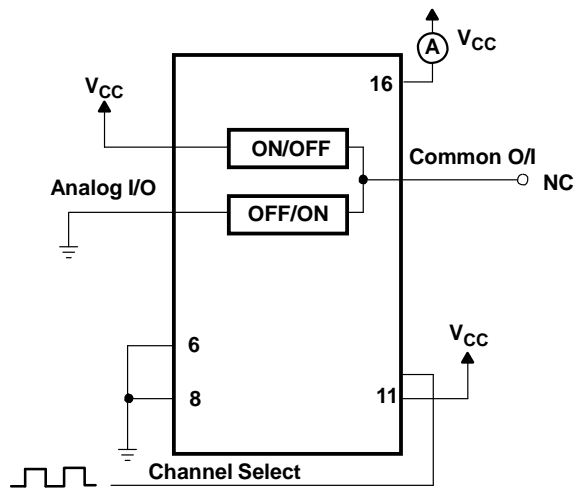 A VCC
16
VCC
ON/OFF
Common O/I
NC
Analog I/O
OFF/ON
6
VCC
8
11
Channel Select